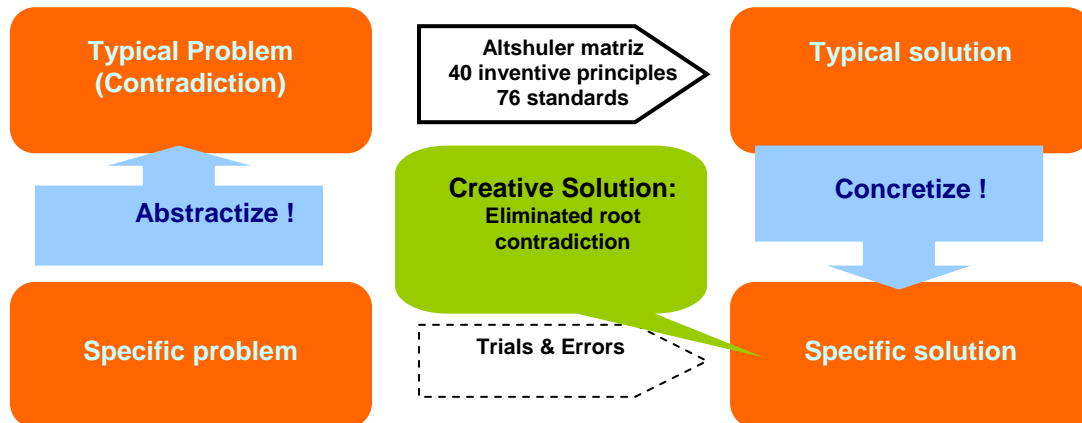 Typical Problem
(Contradiction)
Altshuler matriz
40 inventive principles
76 standards
Typical solution
Abstractize !
Creative Solution:
Eliminated root
contradiction
Concretize !
Specific problem
Trials & Errors
Specific solution